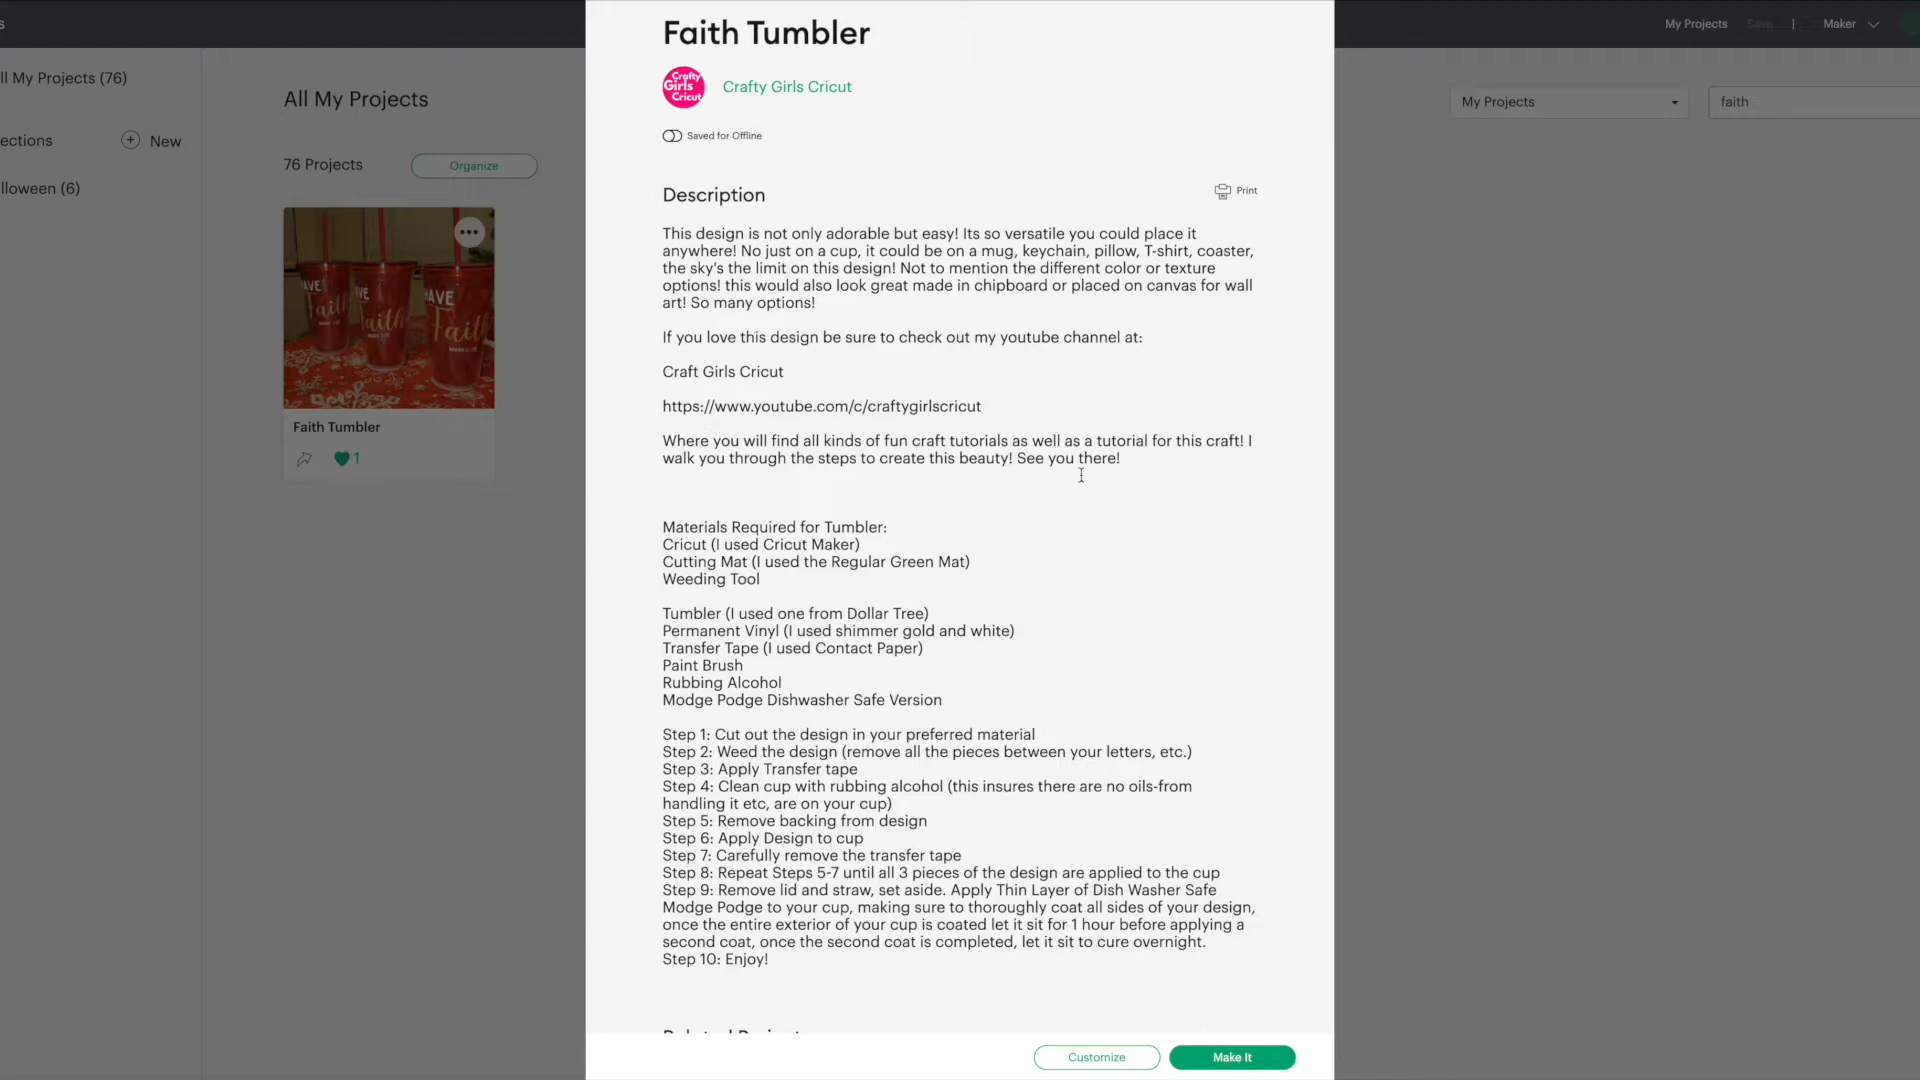 Faith Tumbler
s
My Projects
Maker
ll My Projects (76)
ections
New
lloween (6)
All My Projects
76 Projects
Organize
My Projects
faith
Crafty
Girls
Cricut
Crafty Girls Cricut
Saved for Offline
Description
Print
This design is not only adorable but easy! Its so versatile you could place it
anywhere! No just on a cup, it could be on a mug, keychain, pillow, T-shirt, coaster,
the sky's the limit on this design! Not to mention the different color or texture
options! this would also look great made in chipboard or placed on canvas for wall
art! So many options!
If you love this design be sure to check out my youtube channel at:
Craft Girls Cricut
https://www.youtube.com/c/craftygirlscricut
Where you will find all kinds of fun craft tutorials as well as a tutorial for this craft! I
walk you through the steps to create this beauty! See you there!
HAVE
Faith
Faith Tumbler
1
Materials Required for Tumbler:
Cricut (I used Cricut Maker)
Cutting Mat (I used the Regular Green Mat)
Weeding Tool
Tumbler (I used one from Dollar Tree)
Permanent Vinyl (I used shimmer gold and white)
Transfer Tape (I used Contact Paper)
Paint Brush
Rubbing Alcohol
Modge Podge Dishwasher Safe Version
Step 1: Cut out the design in your preferred material
Step 2: Weed the design (remove all the pieces between your letters, etc.)
Step 3: Apply Transfer tape
Step 4: Clean cup with rubbing alcohol (this insures there are no oils-from
handling it etc, are on your cup)
Step 5: Remove backing from design
Step 6: Apply Design to cup
Step 7: Carefully remove the transfer tape
Step 8: Repeat Steps 5-7 until all 3 pieces of the design are applied to the cup
Step 9: Remove lid and straw, set aside. Apply Thin Layer of Dish Washer Safe
Modge Podge to your cup, making sure to thoroughly coat all sides of your design,
once the entire exterior of your cup is coated let it sit for 1 hour before applying a
second coat, once the second coat is completed, let it sit to cure overnight.
Step 10: Enjoy!
Customize
Make It